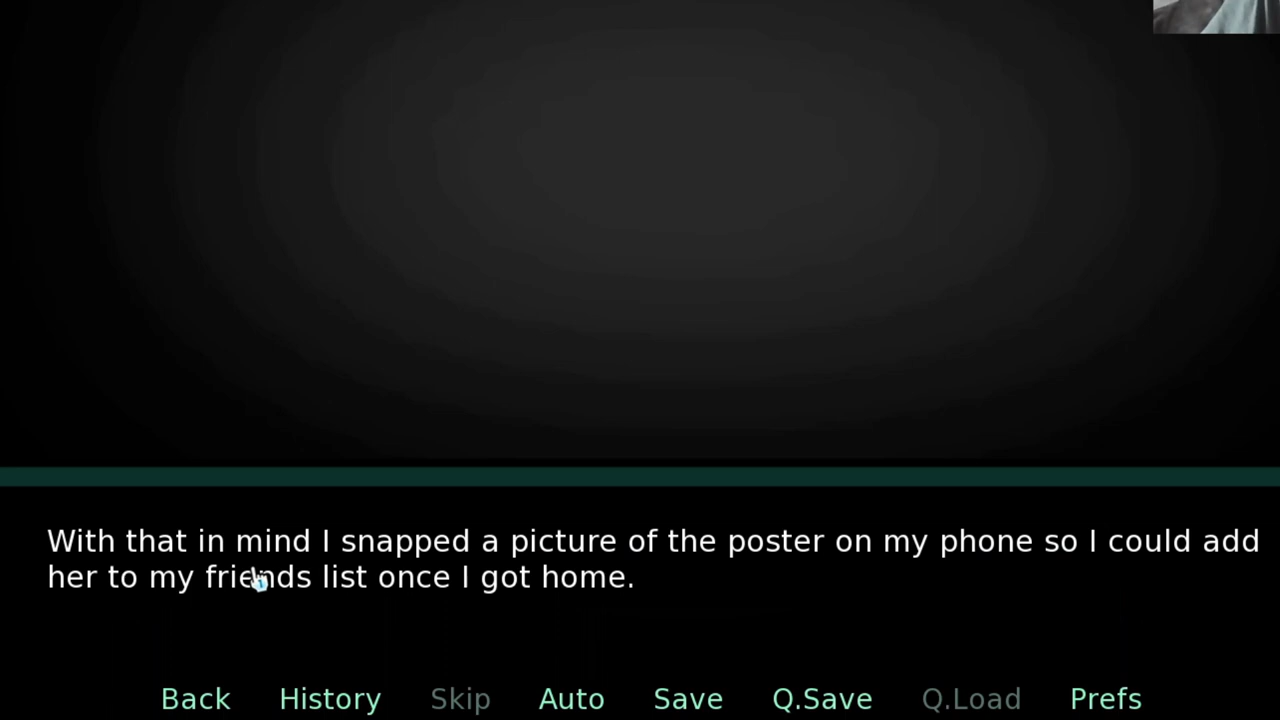 With that in mind I snapped a picture of the poster on my phone so I could add
her to my friends list once I got home.
Back History Skip Auto Save Q.Save Q.Load Prefs